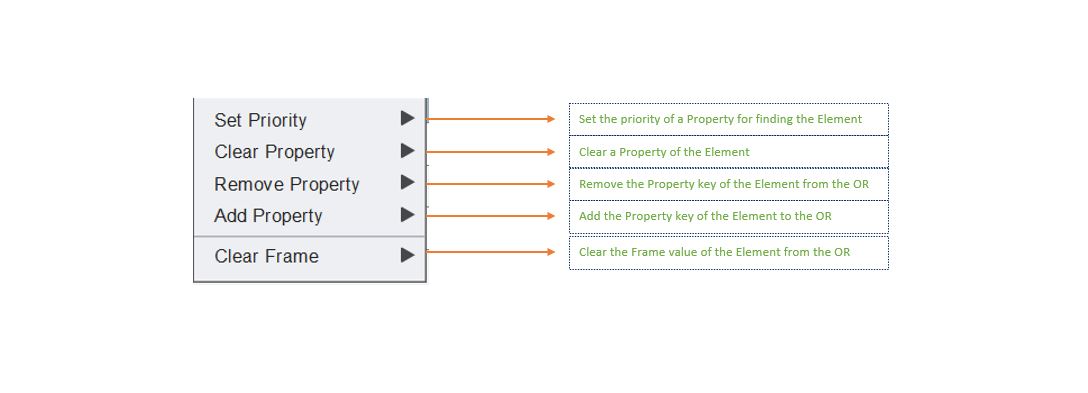 Set Priority
Set the priority of a Property for finding the Element
Clear Property
Clear a Property of the Element
Remove Property
Remove the Property key of the Element from the OR
Add Property
Add the Property key of the Element to the OR
Clear Frame
Clear the Frame value of the Element from the OR